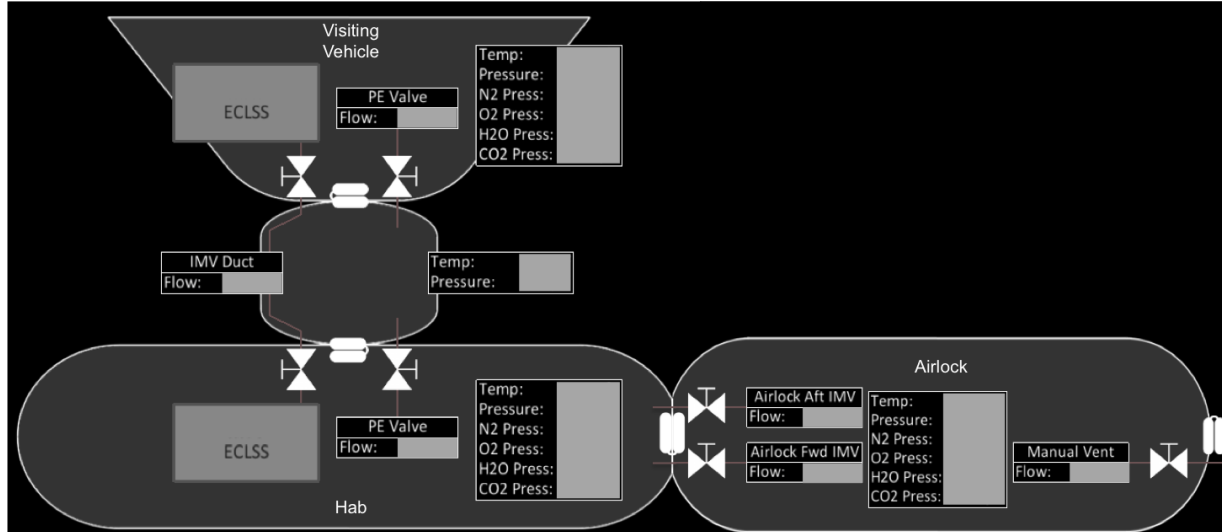 Visiting
Vehicle
ECLSS
PE Valve
Flow:
Temp:
Pressure:
N2 Press:
O2 Press:
H2O Press:
CO2 Press:
IMV Duct
Flow:
Temp:
Pressure:
ECLSS
PE Valve
Flow:
Temp:
Pressure:
N2 Press:
O2 Press:
H2O Press:
CO2 Press:
Hab
Airlock
Airlock Aft IMV
Flow:
Airlock Fwd IMV
Flow:
Temp:
Pressure:
N2 Press:
O2 Press:
H2O Press:
CO2 Press:
Manual Vent
Flow: